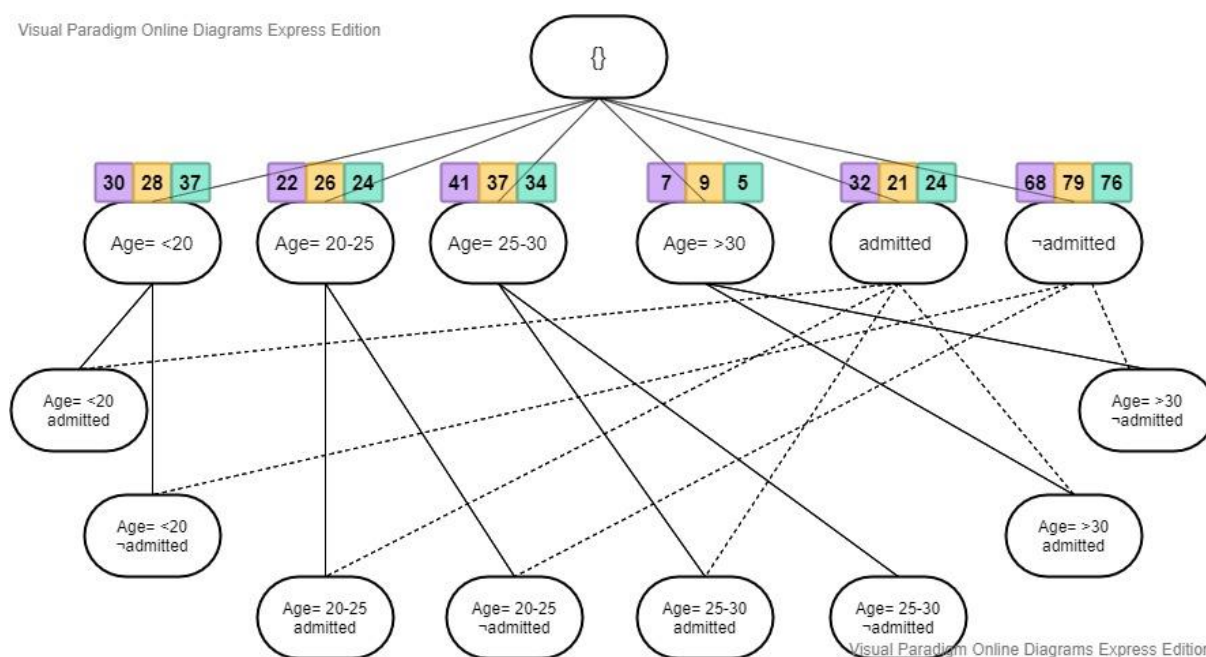 Visual Paradigm Online Diagrams Express Edition
{}
30 28 37
22 26 24
41 37 34
7 9 5
32 21 24
68 79 76
Age= <20
Age= 20-25
Age= 25-30
Age= >30
admitted
¬admitted
Age= <20
admitted
Age= >30
¬admitted
Age= <20
¬admitted
Age= >30
admitted
Age= 20-25
admitted
Age= 20-25
¬admitted
Age= 25-30
admitted
Age= 25-30
¬admitted
Visual Paradigm Online Diagrams Express Edition